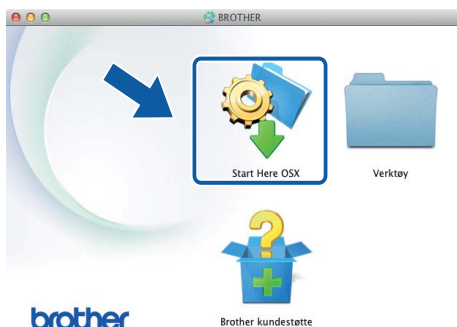 BROTHER
Start Here OSX
Verktøy
Brother kundestøtte
brother